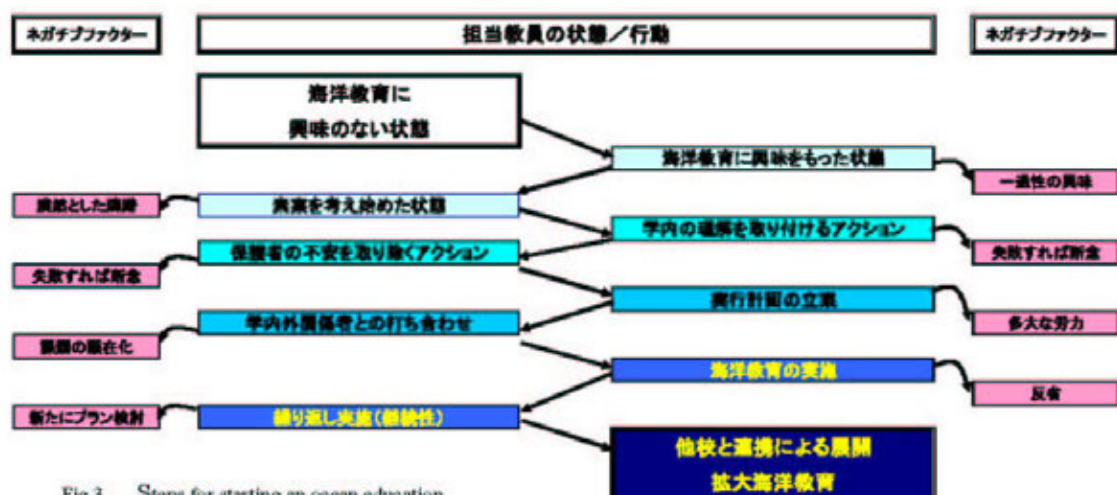 ネガチブファクター
担当教員の状態／行動
ネガチブファクター
海洋教育に
興味のない状態
海洋教育に興味をもった状態
一過性の興味
漠然とした
を考え始めた状態
学内の理解を取り付けるアクション
保護者の不安を取り除くアクション
失敗すれば断念
失敗すれば断念
実行計画の立案
学内外関係者との打ち合わせ
多大な労力
課題の顕在化
海洋教育の実施
反省
新たにプラン検討
繰り返し実施(継続性)
他校と連携による展開
拡大海洋教育
Fig.3 Steps for starting an ocean education